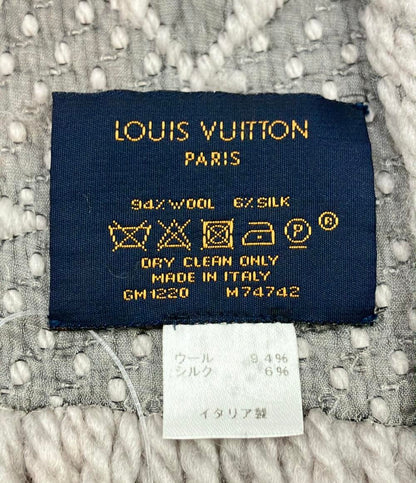 LOUIS VUITTON
PARIS
94% WOOL 6% SILK
P
DRY CLEAN ONLY
MADE IN ITALY
GM1220 M74742
ウール 94%
シルク 6%
イタリア製